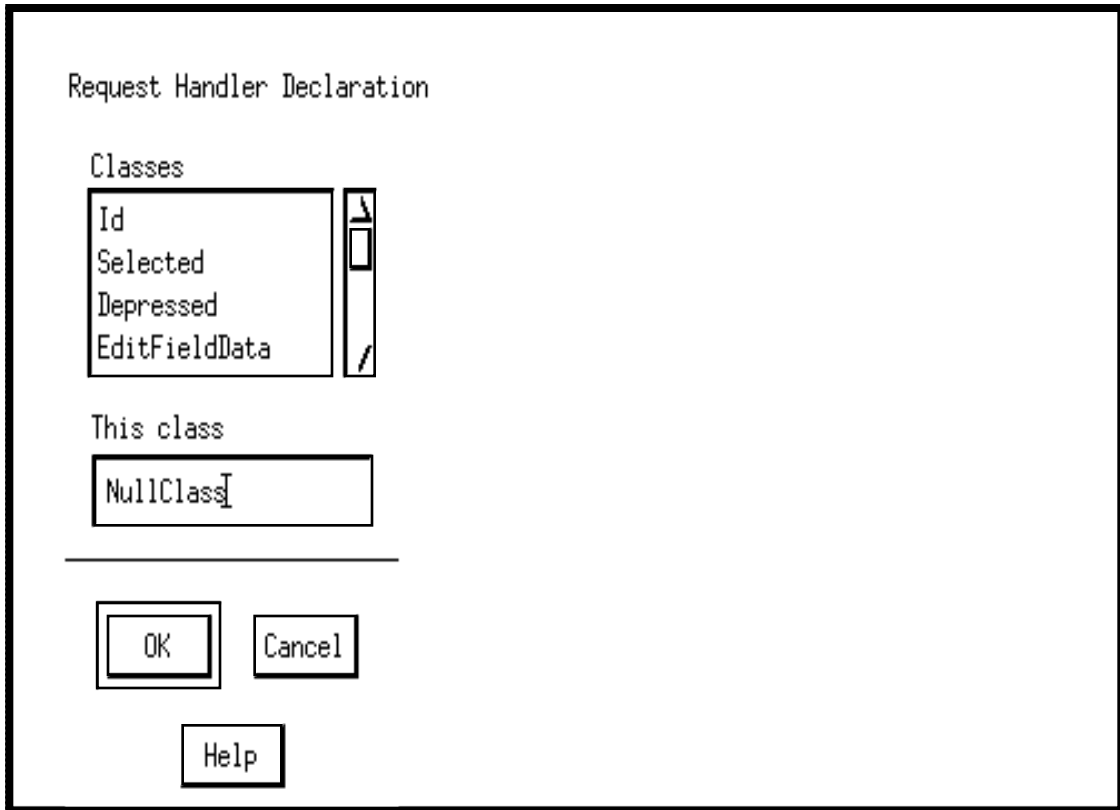 Request Handler Declaration
Classes
Id
Selected
Depressed
EditFieldData
This class
NullClass
OK Cancel
Help